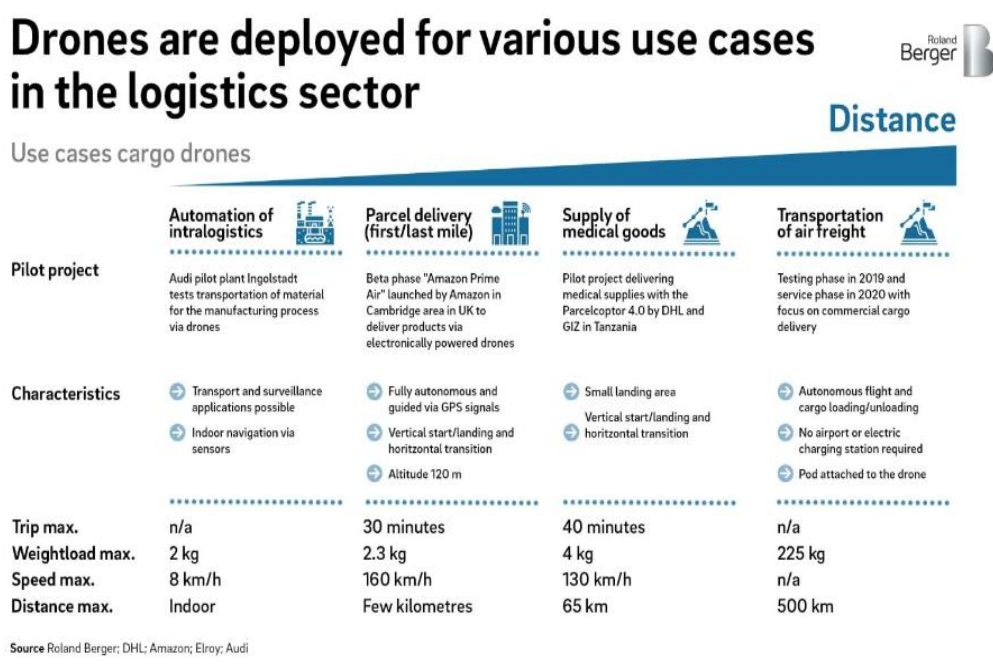 Drones are deployed for various use cases
in the logistics sector
Roland
Berger
B
Distance
Use cases cargo drones
Automation of
intralogistics
Parcel delivery
(first/last mile)
Supply of
medical goods
Transportation
of air freight
Pilot project
Audi pilot plant Ingolstadt
tests transportation of material
for the manufacturing process
via drones
Beta phase "Amazon Prime
Air" launched by Amazon in
Cambridge area in UK to
deliver products via
electronically powered drones
Pilot project delivering
medical supplies with the
Parcelcoptor 4.0 by DHL and
GIZ in Tanzania
Testing phase in 2019 and
service phase in 2020 with
focus on commercial cargo
delivery
Characteristics
Transport and surveillance
applications possible
Indoor navigation via
sensors
Fully autonomous and
guided via GPS signals
Vertical start/landing and
horitzontal transition
Altitude 120 m
Small landing area
Vertical start/landing and
horitzontal transition
Autonomous flight and
cargo loading/unloading
No airport or electric
charging station required
Pod attached to the drone
Trip max. n/a 30 minutes 40 minutes n/a
Weightload max. 2 kg 2.3 kg 4 kg 225 kg
Speed max. 8 km/h 160 km/h 130 km/h n/a
Distance max. Indoor Few kilometres 65 km 500 km
Source Roland Berger; DHL; Amazon; Elroy; Audi